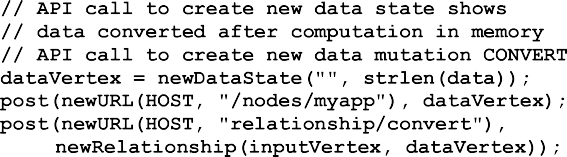 // API call to create new data state shows
// data converted after computation in memory
// API call to create new data mutation CONVERT
dataVertex = newDataState("", strlen(data));
post(newURL(HOST, "/nodes/myapp"), dataVertex);
post(newURL(HOST, "relationship/convert"),
newRelationship(inputVertex, dataVertex));